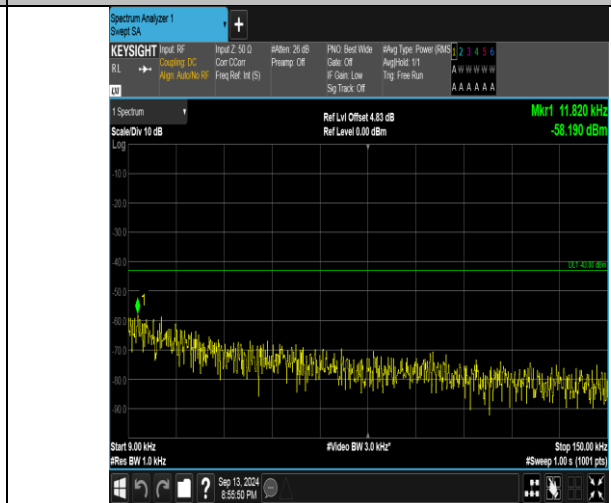 Spectrum Analyzer 1
Swept SA
+
KEYSIGHT
RL
Input: RF
Coupling: DC
Align: Auto/No RF
Input Z: 50 Ω
Corr CCorr
Freq Ref: Int (S)
#Atten: 26 dB
Preamp: Off
PNO: Best Wide
Gate: Off
IF Gain: Low
Sig Track: Off
#Avg Type: Power (RMS
Avg|Hold: 1/1
Trig: Free Run
1 2 3 4 5 6
A W W W W W
A A A A A A
1 Spectrum
Scale/Div 10 dB
Log
Ref Lvl Offset 4.83 dB
Ref Level 0.00 dBm
Mkr1 11.820 kHz
-58.190 dBm
-10.0
-20.0
-30.0
-40.0
DL1 -43.00 dBm
-50.0
1
-60.0
-70.0
-80.0
-90.0
Start 9.00 kHz
#Res BW 1.0 kHz
#Video BW 3.0 kHz*
Stop 150.00 kHz
#Sweep 1.00 s (1001 pts)
?
Sep 13, 2024
8:55:50 PM